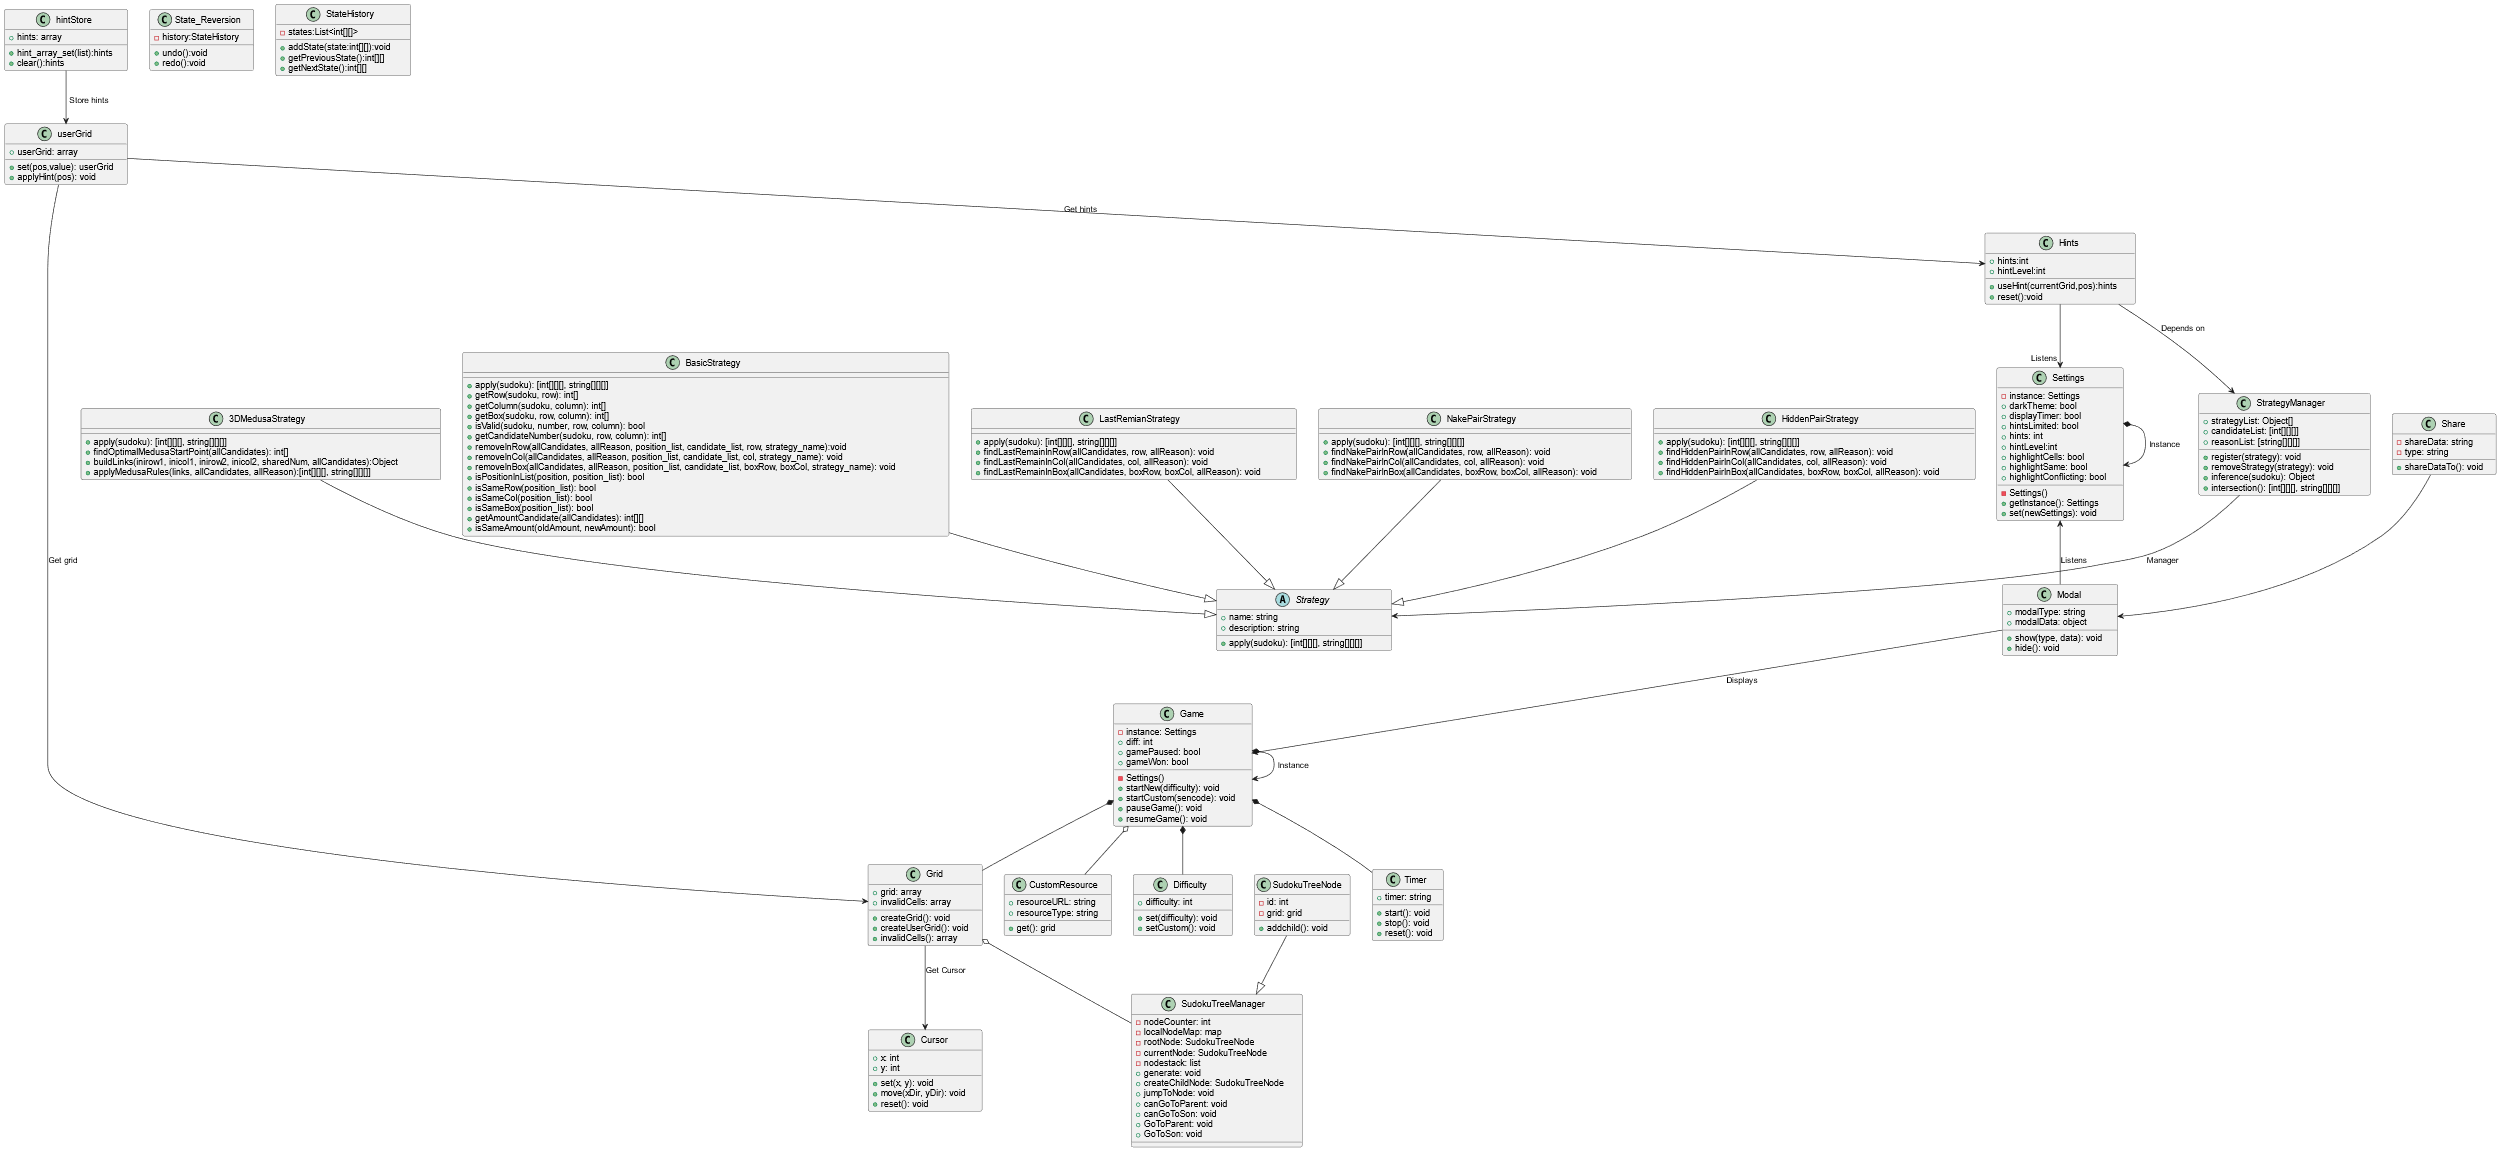 C hintStore
hints: array
hint_array_set(list):hints
clear():hints
C State_Reversion
history:StateHistory
undo():void
redo():void
C StateHistory
states:List<int[][]>
addState(state:int[][]):void
getPreviousState():int[][]
getNextState():int[][]
Store hints
C userGrid
userGrid: array
set(pos,value): userGrid
applyHint(pos): void
Get hints
C Hints
hints:int
hintLevel:int
useHint(currentGrid,pos):hints
reset():void
Depends on
Listens
C 3DMedusaStrategy
apply(sudoku): [int[][][], string[][][]]
findOptimalMedusaStartPoint(allCandidates): int[]
buildLinks(inirow1, inicol1, inirow2, inicol2, sharedNum, allCandidates):Object
applyMedusaRules(links, allCandidates, allReason):[int[][][], string[][][]]
C BasicStrategy
apply(sudoku): [int[][][], string[][][]]
getRow(sudoku, row): int[]
getColumn(sudoku, column): int[]
getBox(sudoku, row, column): int[]
isValid(sudoku, number, row, column): bool
getCandidateNumber(sudoku, row, column): int[]
removeInRow(allCandidates, allReason, position_list, candidate_list, row, strategy_name):void
removeInCol(allCandidates, allReason, position_list, candidate_list, col, strategy_name): void
removeInBox(allCandidates, allReason, position_list, candidate_list, boxRow, boxCol, strategy_name): void
isPositionInList(position, position_list): bool
isSameRow(position_list): bool
isSameCol(position_list): bool
isSameBox(position_list): bool
getAmountCandidate(allCandidates): int[][]
isSameAmount(oldAmount, newAmount): bool
C LastRemianStrategy
apply(sudoku): [int[][][], string[][][]]
findLastRemainInRow(allCandidates, row, allReason): void
findLastRemainInCol(allCandidates, col, allReason): void
findLastRemainInBox(allCandidates, boxRow, boxCol, allReason): void
C NakePairStrategy
apply(sudoku): [int[][][], string[][][]]
findNakePairInRow(allCandidates, row, allReason): void
findNakePairInCol(allCandidates, col, allReason): void
findNakePairInBox(allCandidates, boxRow, boxCol, allReason): void
C HiddenPairStrategy
apply(sudoku): [int[][][], string[][][]]
findHiddenPairInRow(allCandidates, row, allReason): void
findHiddenPairInCol(allCandidates, col, allReason): void
findHiddenPairInBox(allCandidates, boxRow, boxCol, allReason): void
C Settings
instance: Settings
darkTheme: bool
displayTimer: bool
hintsLimited: bool
hints: int
hintLevel:int
highlightCells: bool
highlightSame: bool
highlightConflicting: bool
Settings()
getInstance(): Settings
set(newSettings): void
Instance
C StrategyManager
strategyList: Object[]
candidateList: [int[][][]]
reasonList: [string[][][]]
register(strategy): void
removeStrategy(strategy): void
inference(sudoku): Object
intersection(): [int[][][], string[][][]]
C Share
shareData: string
type: string
shareDataTo(): void
Get grid
Listens
Manager
A Strategy
name: string
description: string
apply(sudoku): [int[][][], string[][][]]
C Modal
modalType: string
modalData: object
show(type, data): void
hide(): void
Displays
C Game
instance: Settings
diff: int
gamePaused: bool
gameWon: bool
Settings()
startNew(difficulty): void
startCustom(sencode): void
pauseGame(): void
resumeGame(): void
Instance
C Grid
grid: array
invalidCells: array
createGrid(): void
createUserGrid(): void
invalidCells(): array
C CustomResource
resourceURL: string
resourceType: string
get(): grid
C Difficulty
difficulty: int
set(difficulty): void
setCustom(): void
C SudokuTreeNode
id: int
grid: grid
addchild(): void
C Timer
timer: string
start(): void
stop(): void
reset(): void
Get Cursor
C Cursor
x: int
y: int
set(x, y): void
move(xDir, yDir): void
reset(): void
C SudokuTreeManager
nodeCounter: int
localNodeMap: map
rootNode: SudokuTreeNode
currentNode: SudokuTreeNode
nodestack: list
generate: void
createChildNode: SudokuTreeNode
jumpToNode: void
canGoToParent: void
canGoToSon: void
GoToParent: void
GoToSon: void